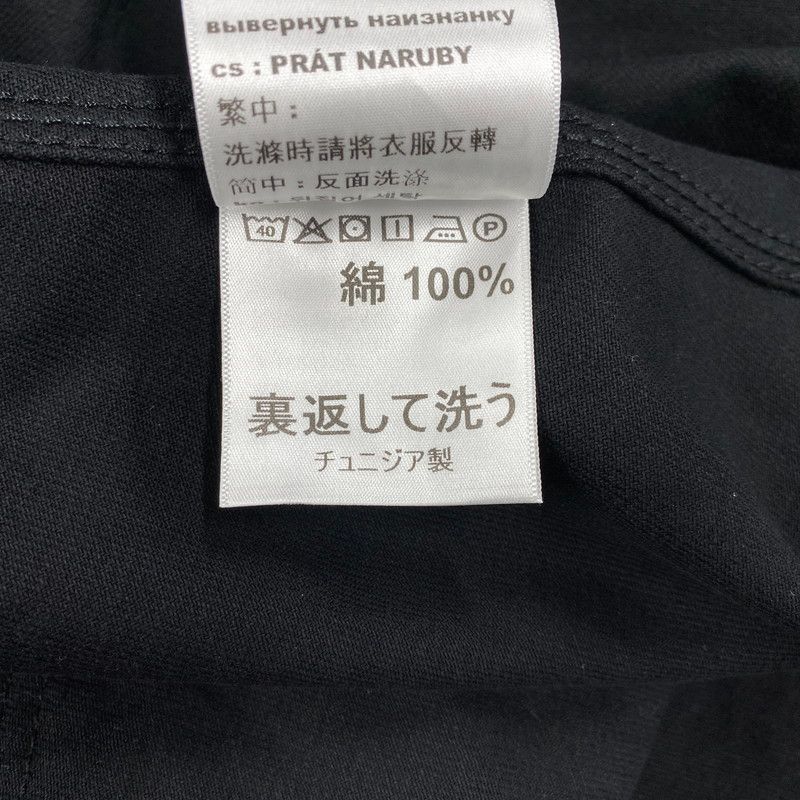 вывернуть наизнанку
cs : PRÁT NARUBY
繁中 :
洗滌時請將衣服反轉
简中 : 反面洗涤
40 P
綿 100%
裏返して洗う
チュニジア製